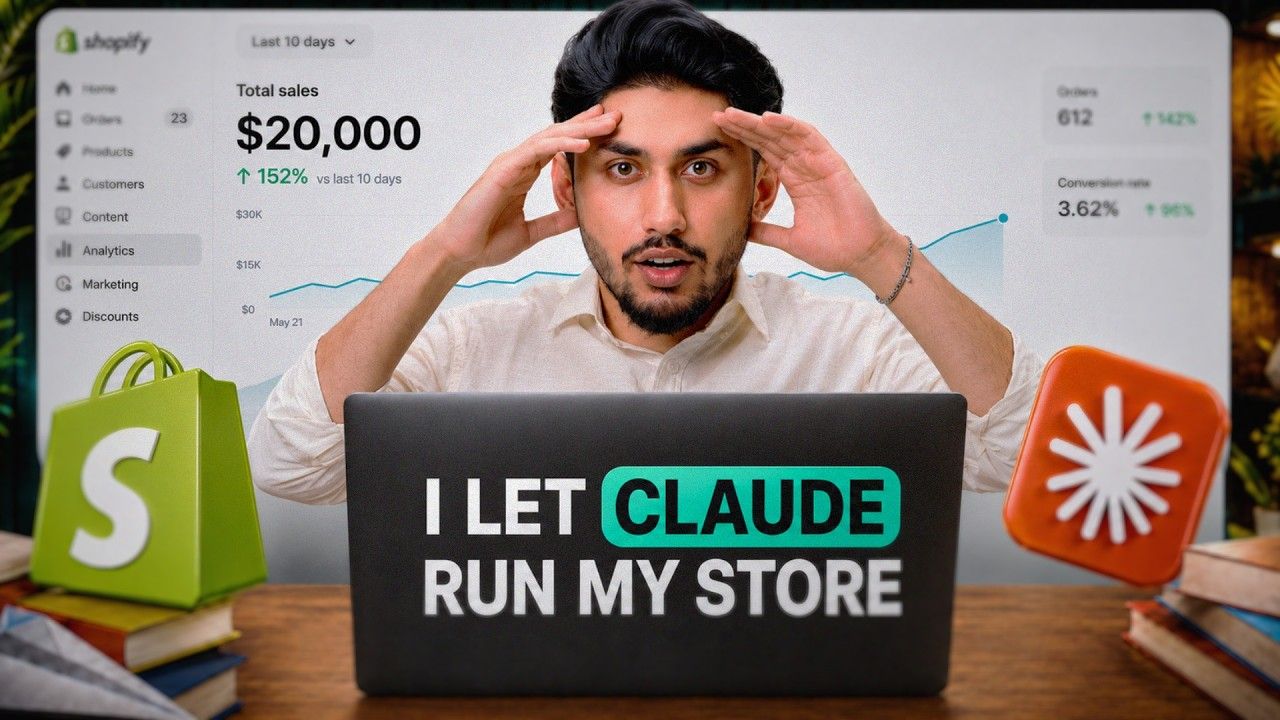 shopify
Last 10 days
Home
Orders 23
Products
Customers
Content
Analytics
Marketing
Discounts
Total sales
$20,000
↑ 152% vs last 10 days
$30K
$15K
$0
May 21
Orders
612 ↑ 142%
Conversion rate
3.62% ↑ 96%
S
I LET CLAUDE
RUN MY STORE